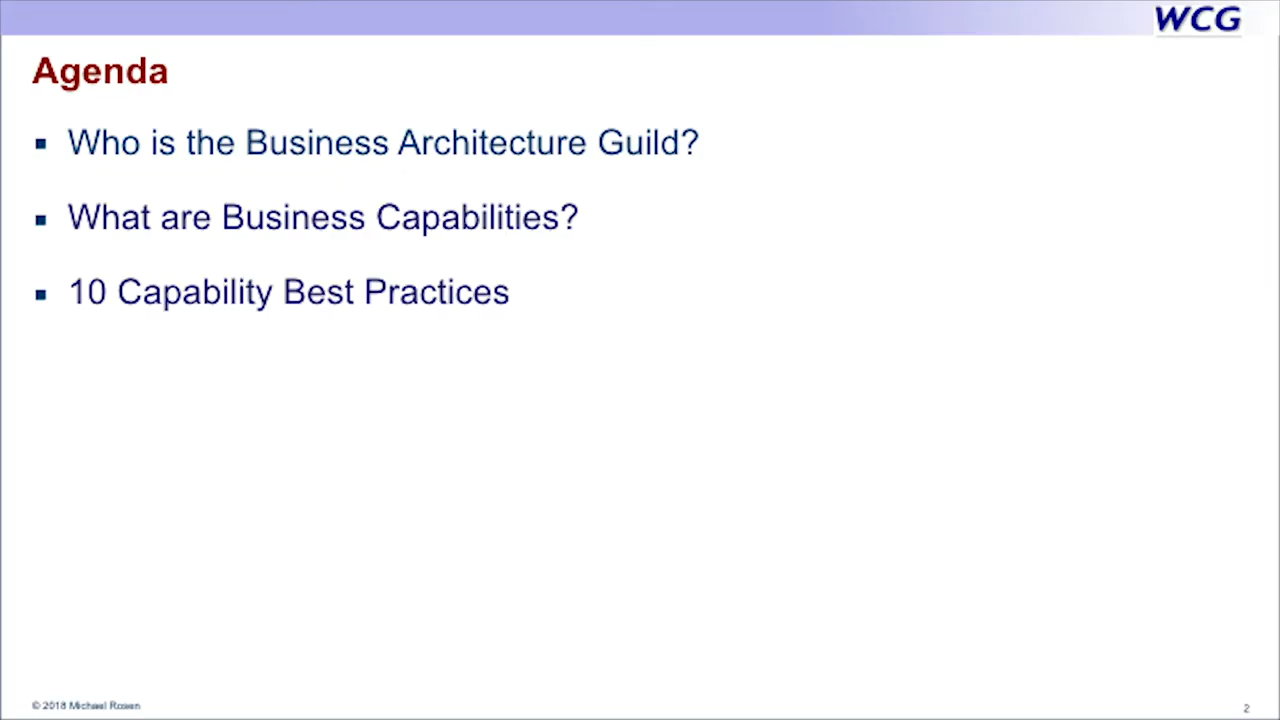 WCG
Agenda
▪ Who is the Business Architecture Guild?
▪ What are Business Capabilities?
▪ 10 Capability Best Practices
© 2018 Michael Rosen
2